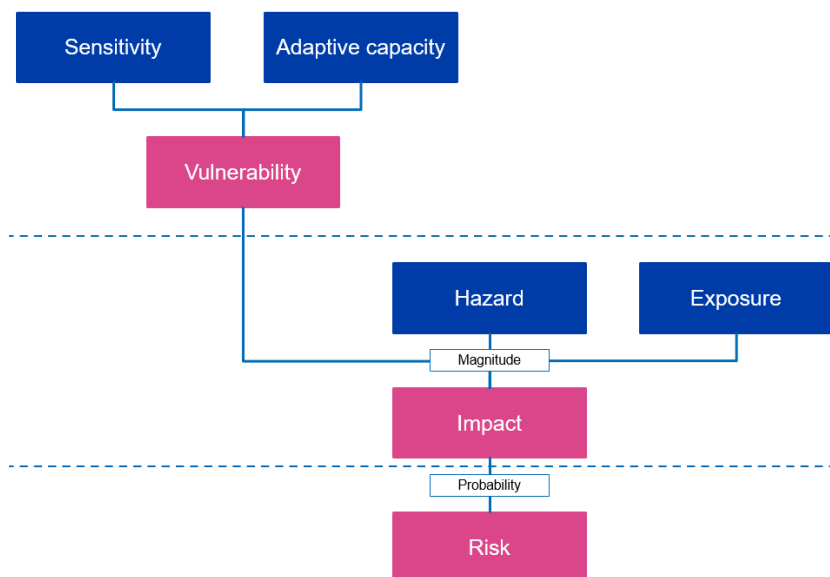 Sensitivity
Adaptive capacity
Vulnerability
Hazard
Exposure
Magnitude
Impact
Probability
Risk